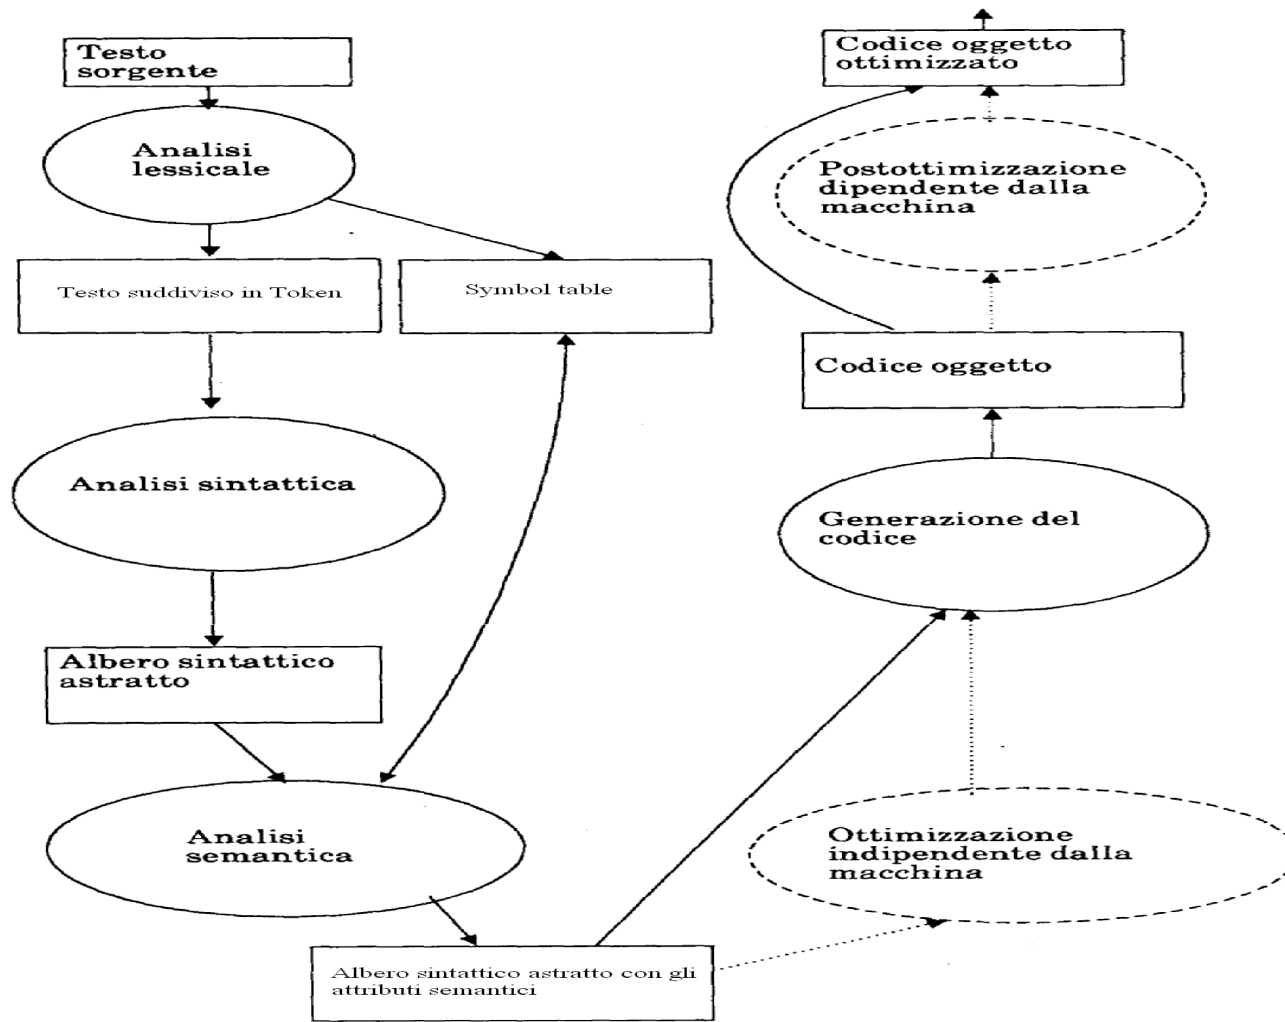 Testo
sorgente
Analisi
lessicale
Testo suddiviso in Token
Symbol table
Analisi sintattica
Albero sintattico
astratto
Analisi
semantica
Albero sintattico astratto con gli
attributi semantici
Codice oggetto
ottimizzato
Postottimizzazione
dipendente dalla
macchina
Codice oggetto
Generazione del
codice
Ottimizzazione
indipendente dalla
macchina